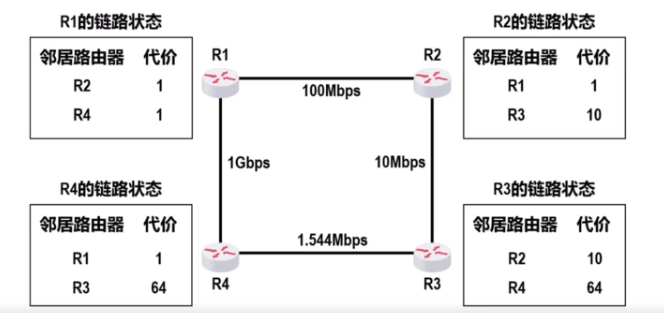 R1的链路状态
邻居路由器 代价
R2 1
R4 1
R2的链路状态
邻居路由器 代价
R1 1
R3 10
R1
R2
100Mbps
1Gbps
10Mbps
1.544Mbps
R4
R3
R4的链路状态
邻居路由器 代价
R1 1
R3 64
R3的链路状态
邻居路由器 代价
R2 10
R4 64